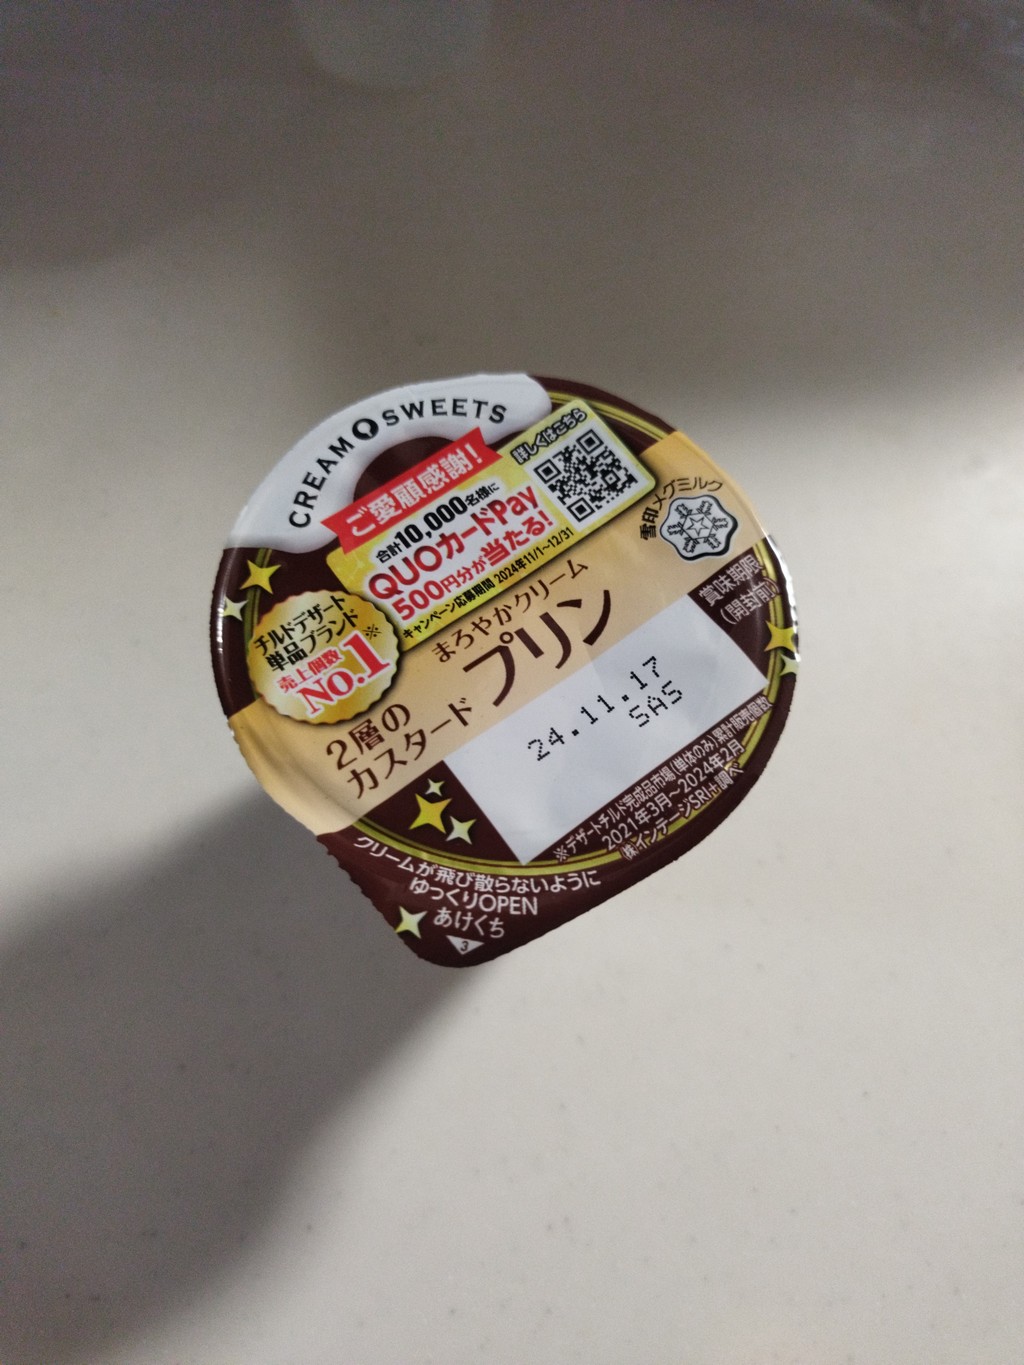 CREAM SWEETS
ご愛顧感謝!
合計10,000名様に
QUOカードPay
500円分が当たる!
キャンペーン応募期間 2024年11/1~12/31
詳しくはこちら
雪印メグミルク
チルドデザート
単品ブランド※
売上個数
No.1
まろやかクリーム
プリン
2層の
カスタード
賞味期限
(開封前)
24.11.17
SAS
※デザートチルド完成品市場(単体のみ)累計販売個数
2021年3月~2024年2月
(株)インテージSRI+調べ
クリームが飛び散らないように
ゆっくりOPEN
あけくち
3